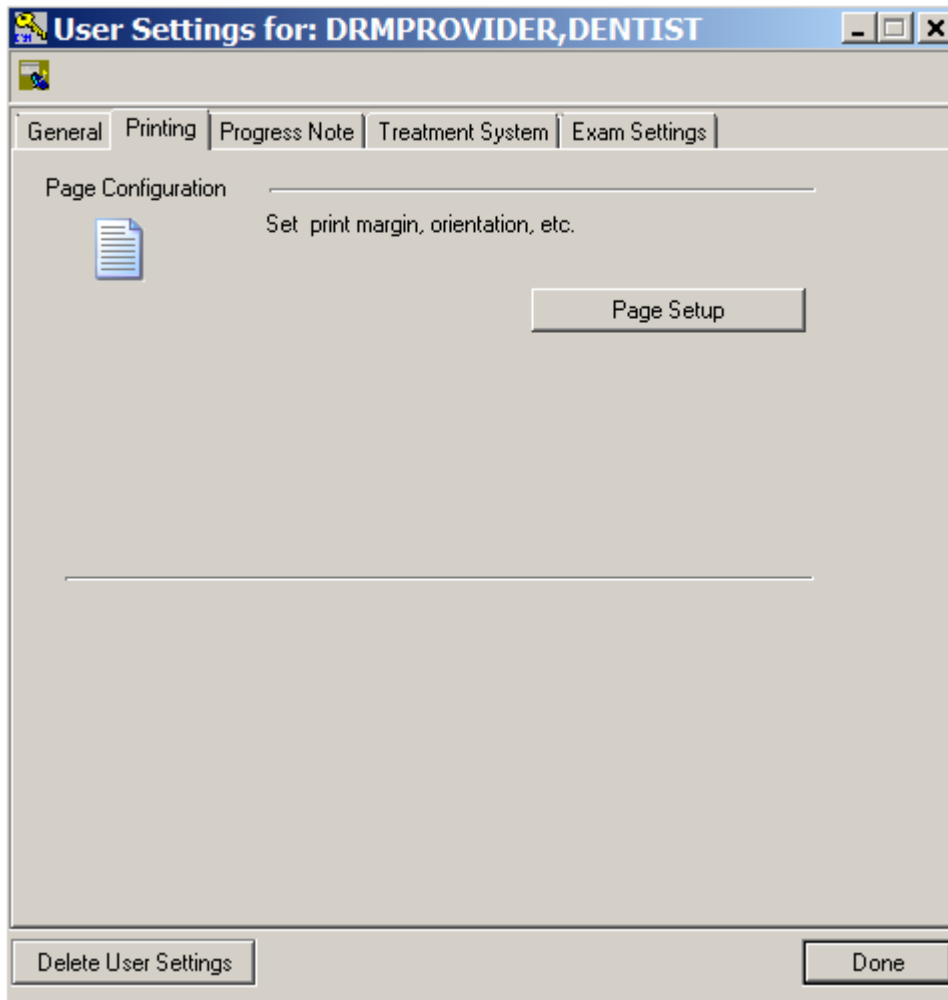 User Settings for: DRMPROVIDER,DENTIST
General Printing Progress Note Treatment System Exam Settings
Page Configuration
Set print margin, orientation, etc.
Page Setup
Delete User Settings Done